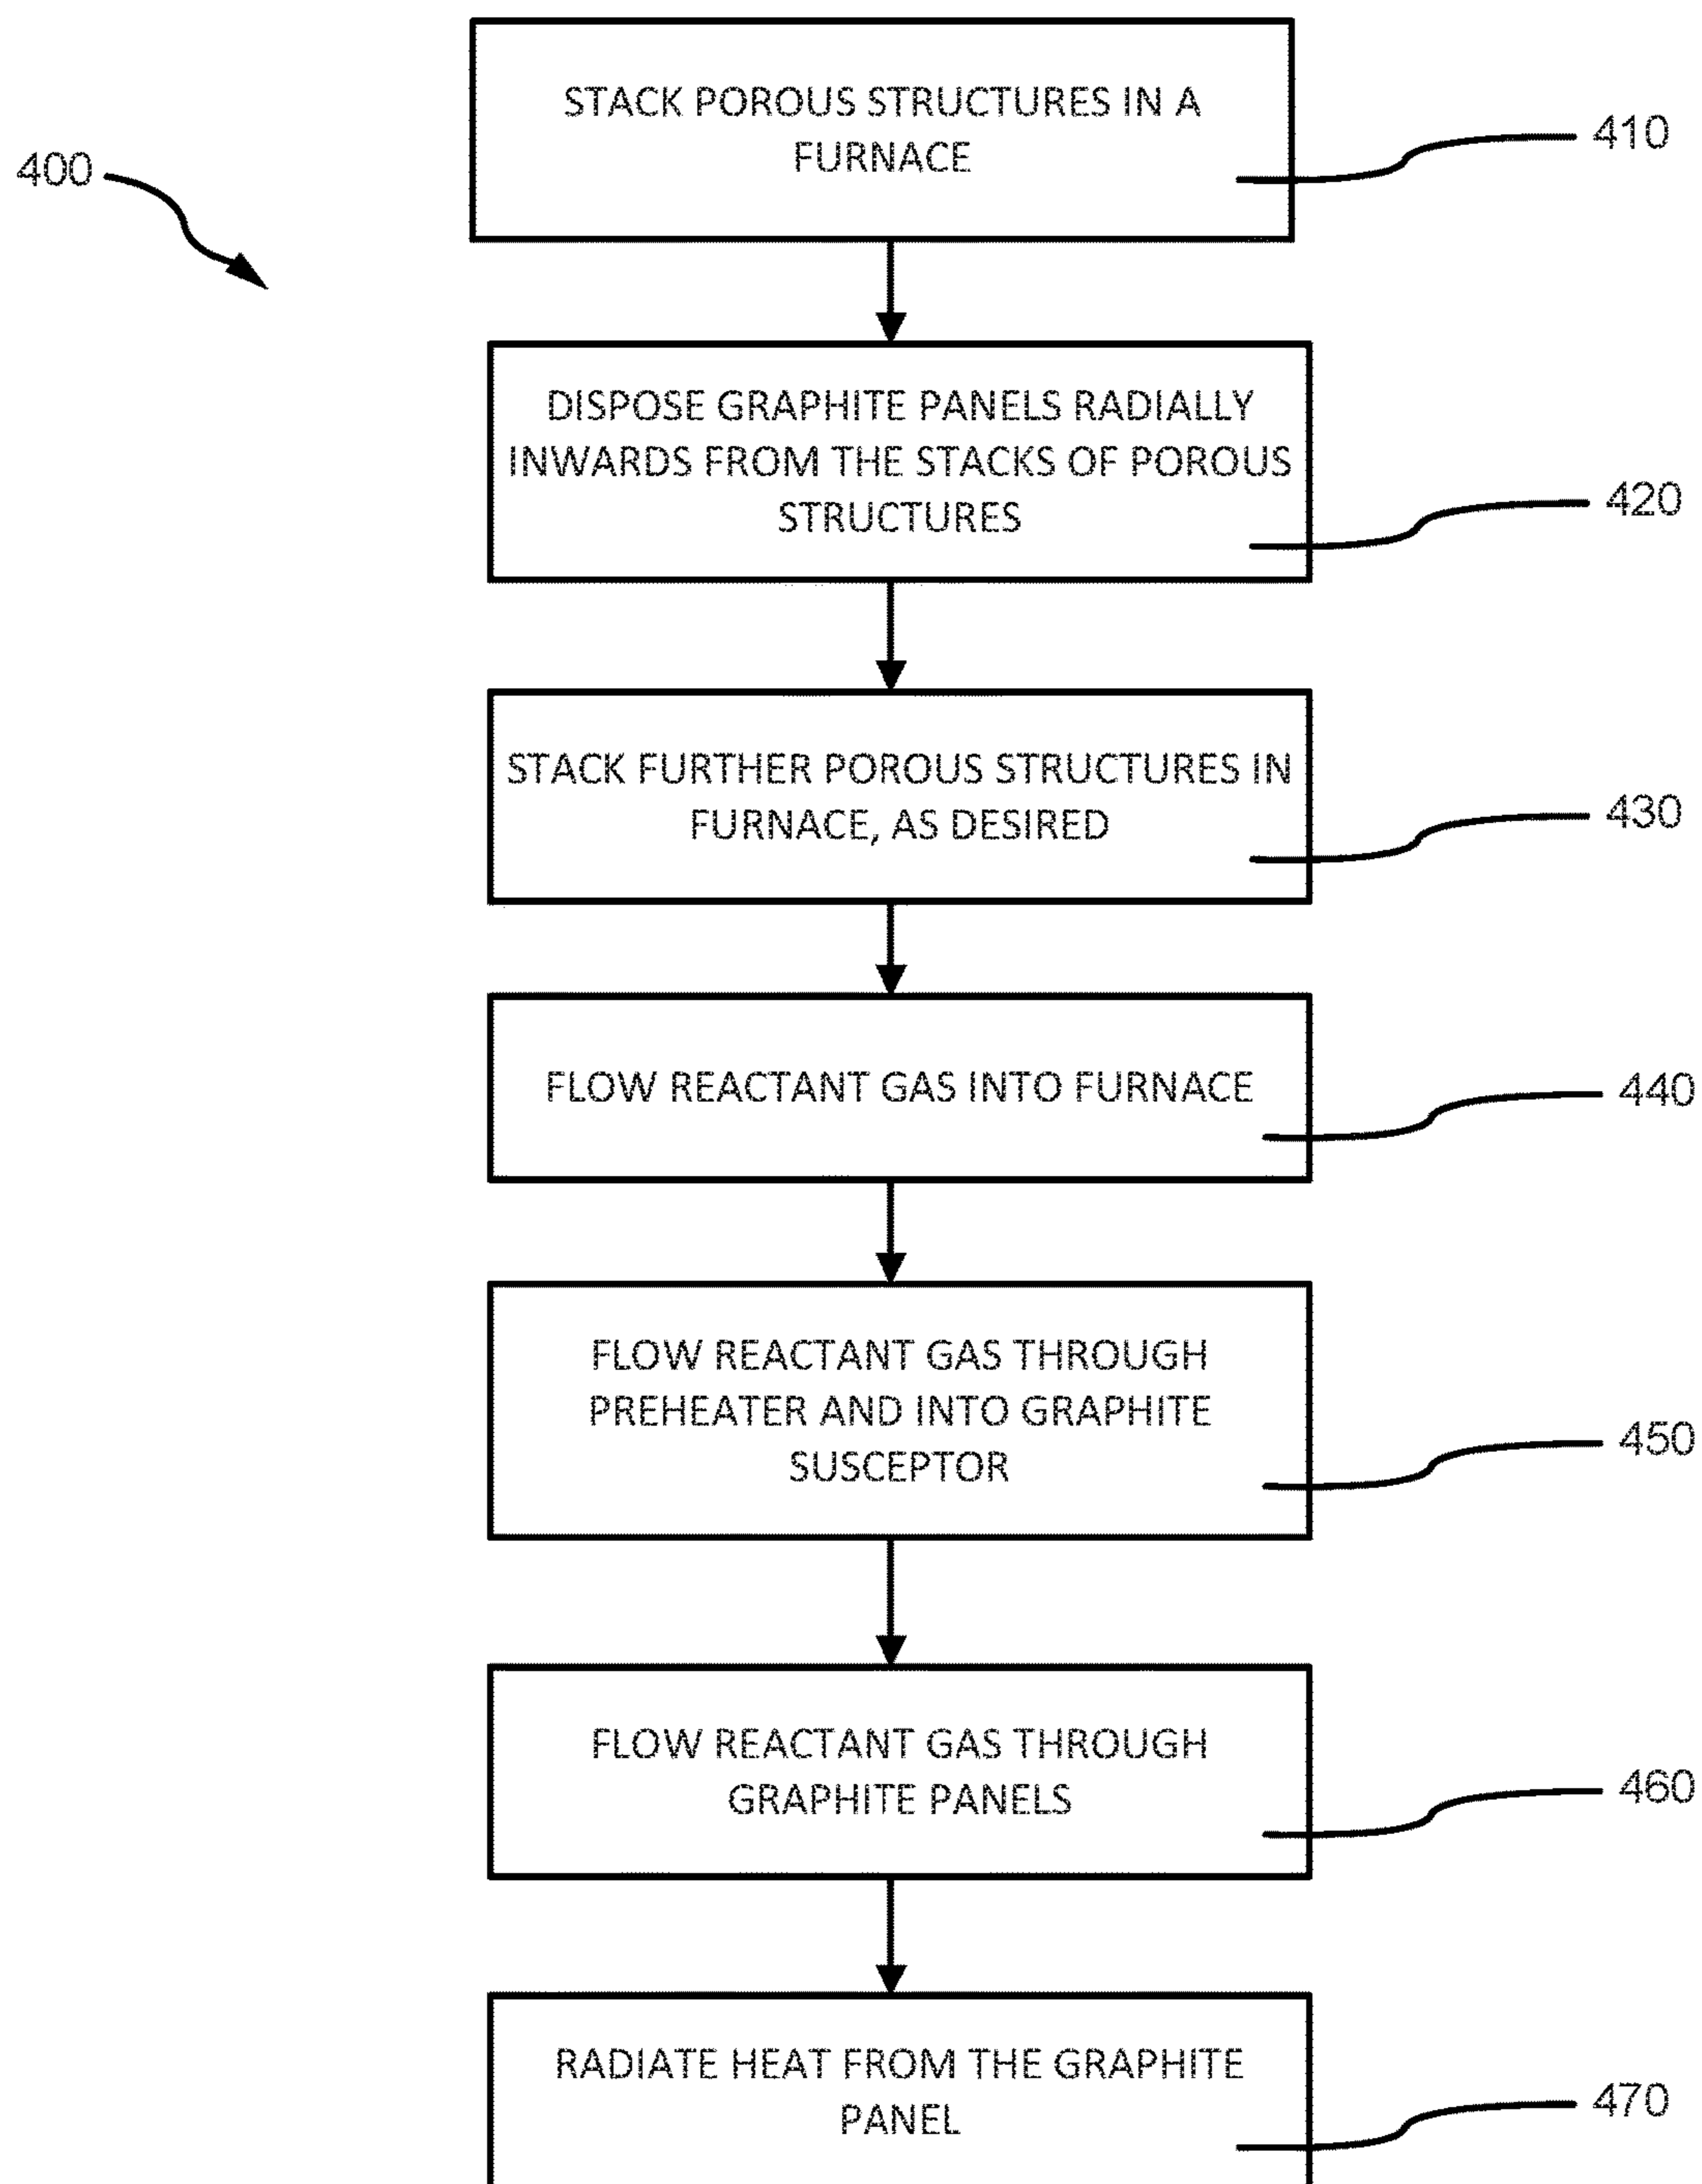 400
STACK POROUS STRUCTURES IN A
FURNACE
410
DISPOSE GRAPHITE PANELS RADIALLY
INWARDS FROM THE STACKS OF POROUS
STRUCTURES
420
STACK FURTHER POROUS STRUCTURES IN
FURNACE, AS DESIRED
430
FLOW REACTANT GAS INTO FURNACE
440
FLOW REACTANT GAS THROUGH
PREHEATER AND INTO GRAPHITE
SUSCEPTOR
450
FLOW REACTANT GAS THROUGH
GRAPHITE PANELS
460
RADIATE HEAT FROM THE GRAPHITE
PANEL
470